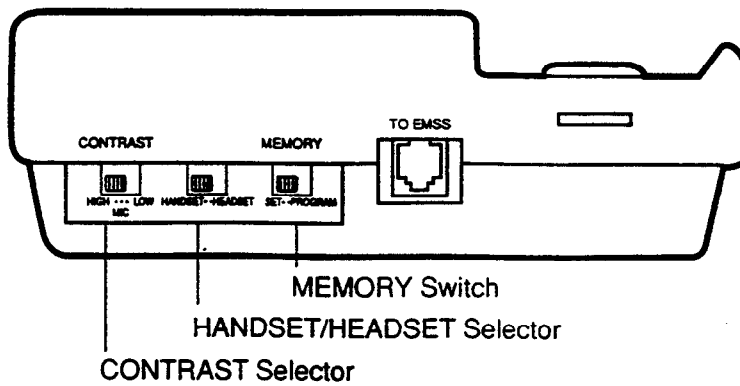 TO EMSS
CONTRAST MEMORY
HIGH --- LOW HANDSET--HEADSET SET--PROGRAM
MIC
MEMORY Switch
HANDSET/HEADSET Selector
CONTRAST Selector